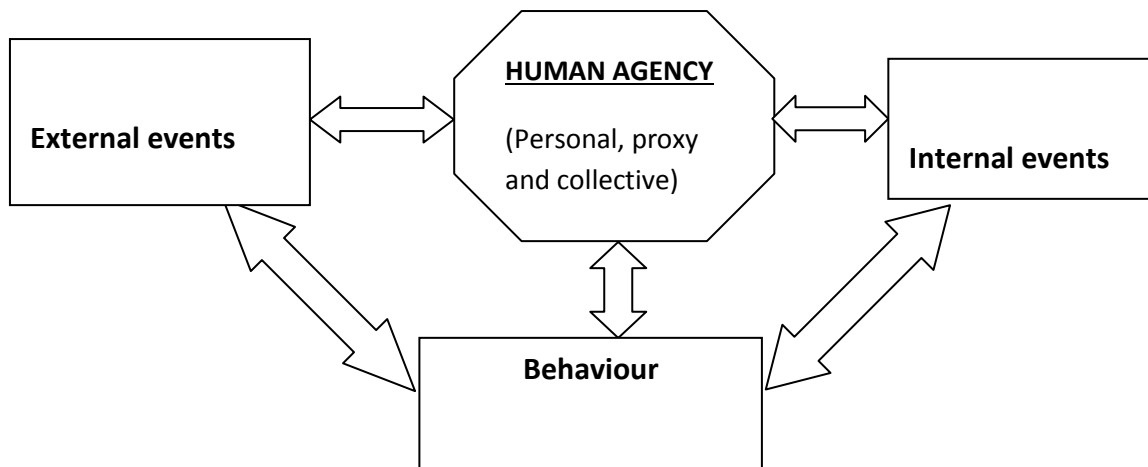 HUMAN AGENCY
(Personal, proxy
and collective)
External events
Internal events
Behaviour